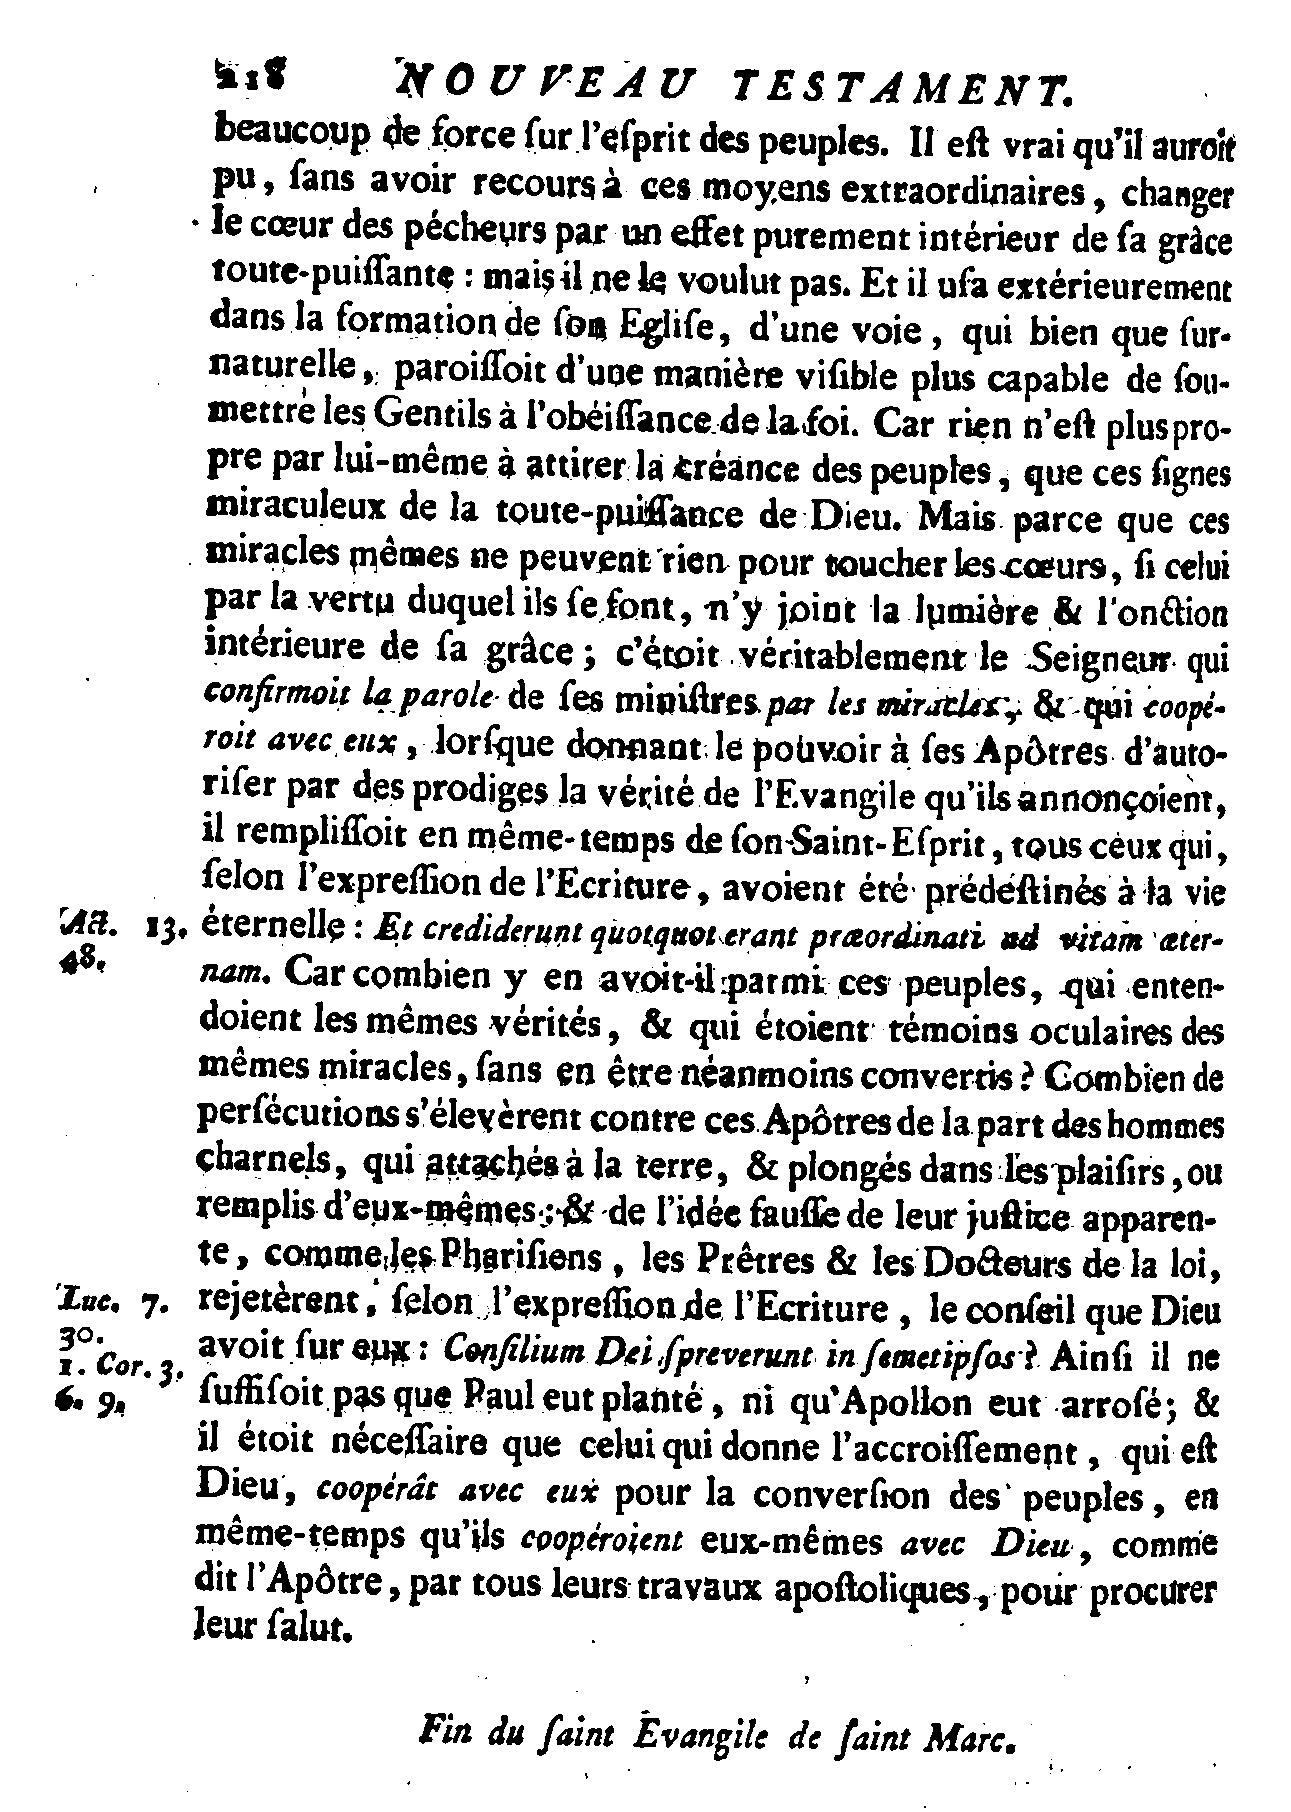 218 NOUVEAU TESTAMENT.
beaucoup de force ſur l'eſprit des peuples. Il eſt vrai qu'il auroit
pu, ſans avoir recours à ces moyens extraordinaires, changer
le cœur des pécheurs par un effet purement intérieur de ſa grâce
toute-puiſſante : mais il ne le voulut pas. Et il uſa extérieurement
dans la formation de ſon Egliſe, d'une voie, qui bien que ſur-
naturelle, paroiſſoit d'une manière viſible plus capable de ſou-
mettre les Gentils à l'obéiſſance de la foi. Car rien n'eſt plus pro-
pre par lui-même à attirer la créance des peuples, que ces ſignes
miraculeux de la toute-puiſſance de Dieu. Mais parce que ces
miracles mêmes ne peuvent rien pour toucher les cœurs, ſi celui
par la vertu duquel ils ſe font, n'y joint la lumière & l'onction
intérieure de ſa grâce; c'étoit véritablement le Seigneur qui
confirmoit la parole de ſes miniſtres par les miracles, & qui coopé-
roit avec eux, lorſque donnant le pouvoir à ſes Apôtres d'auto-
riſer par des prodiges la vérité de l'Evangile qu'ils annonçoient,
il rempliſſoit en même-temps de ſon Saint-Eſprit, tous ceux qui,
ſelon l'expreſſion de l'Ecriture, avoient été prédeſtinés à la vie
Act. 13. éternelle : Et crediderunt quotquot erant præordinati ad vitam æter-
48. nam. Car combien y en avoit-il parmi ces peuples, qui enten-
doient les mêmes vérités, & qui étoient témoins oculaires des
mêmes miracles, ſans en être néanmoins convertis? Combien de
perſécutions s'élevèrent contre ces Apôtres de la part des hommes
charnels, qui attachés à la terre, & plongés dans les plaiſirs, ou
remplis d'eux-mêmes; & de l'idée fauſſe de leur juſtice apparen-
te, comme les Phariſiens, les Prêtres & les Docteurs de la loi,
Luc. 7. rejetèrent, ſelon l'expreſſion de l'Ecriture, le conſeil que Dieu
30. avoit ſur eux : Conſilium Dei ſpreverunt in ſemetipſos? Ainſi il ne
1. Cor. 3. ſuffiſoit pas que Paul eut planté, ni qu'Apollon eut arroſé; &
6. 9. il étoit néceſſaire que celui qui donne l'accroiſſement, qui eſt
Dieu, coopérât avec eux pour la converſion des peuples, en
même-temps qu'ils coopéroient eux-mêmes avec Dieu, comme
dit l'Apôtre, par tous leurs travaux apoſtoliques, pour procurer
leur ſalut.
Fin du ſaint Evangile de ſaint Marc.